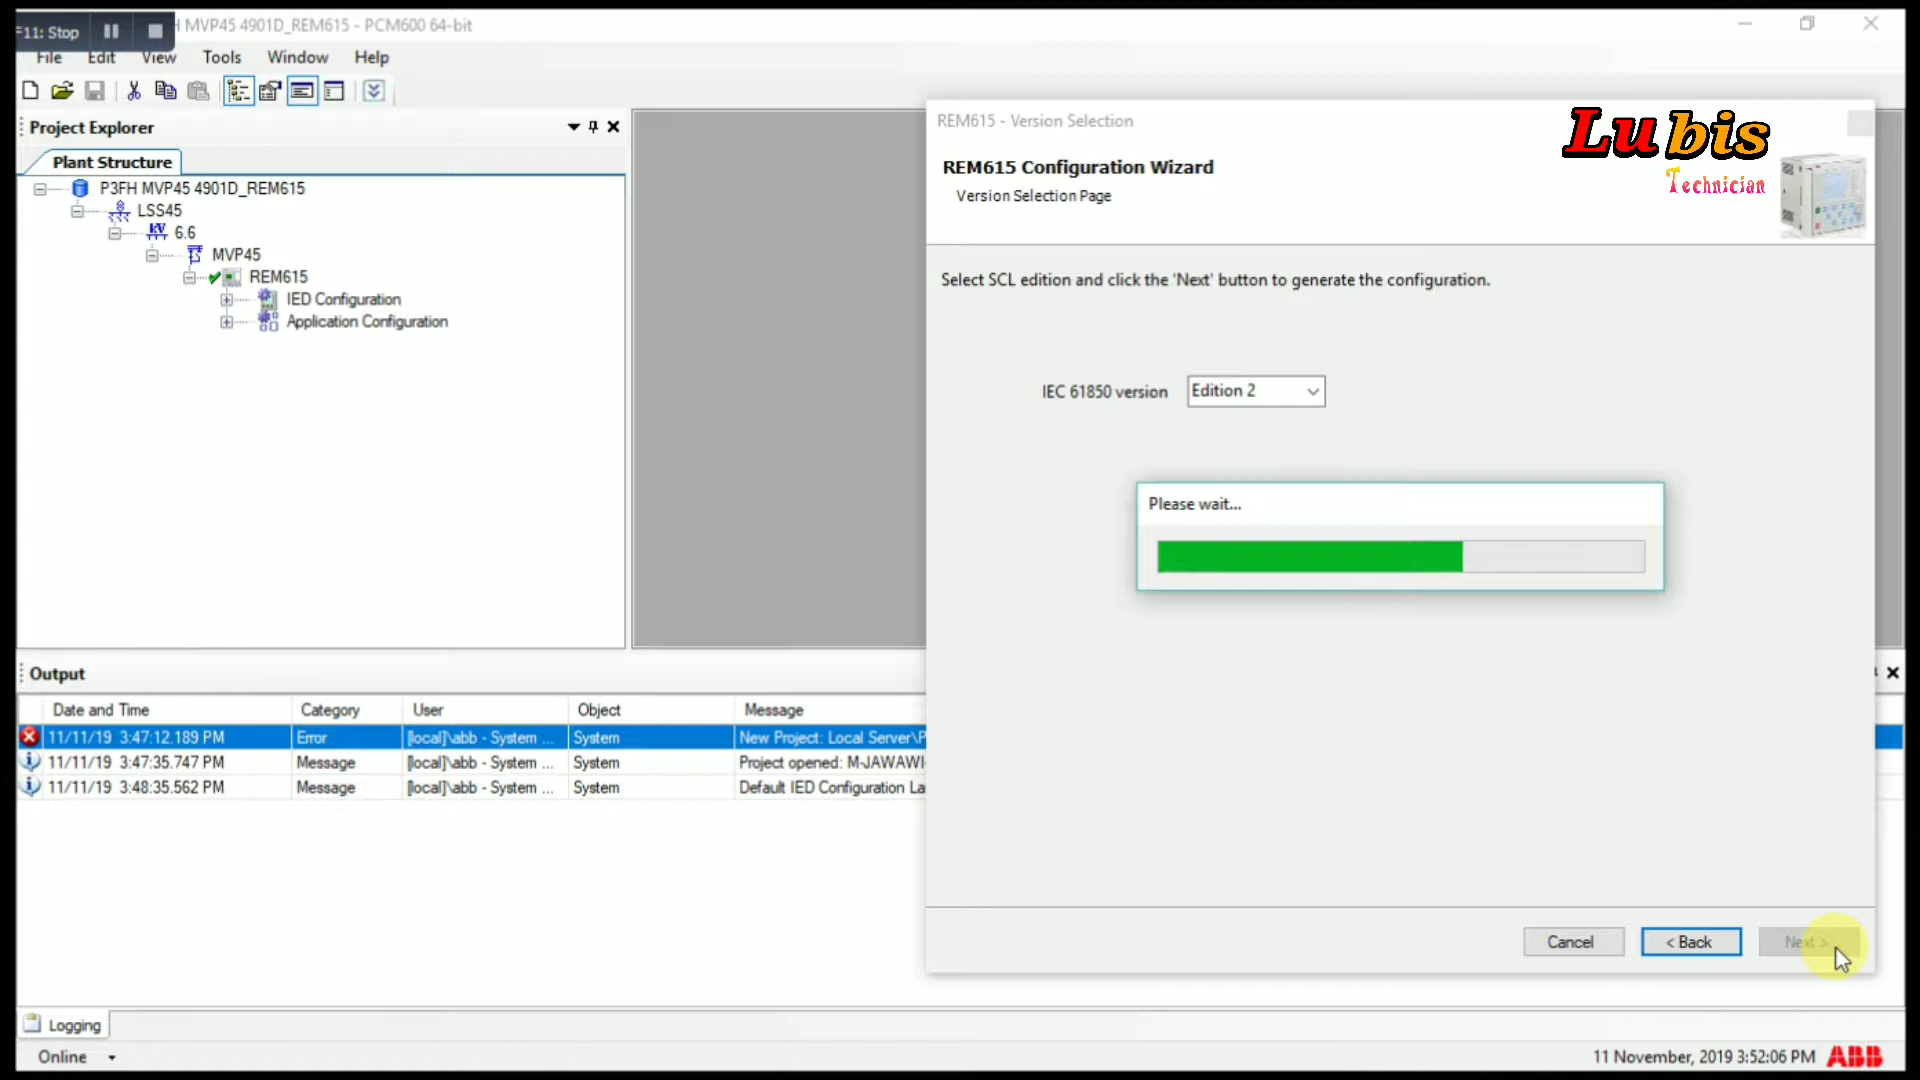 F11: Stop
MVP45 4901D_REM615 - PCM600 64-bit
File Edit View Tools Window Help
Project Explorer
Plant Structure
P3FH MVP45 4901D_REM615
LSS45
KV 6.6
MVP45
REM615
IED Configuration
Application Configuration
REM615 - Version Selection
REM615 Configuration Wizard
Version Selection Page
Lubis
Technician
Select SCL edition and click the 'Next' button to generate the configuration.
IEC 61850 version Edition 2
Please wait...
Cancel < Back Next >
Output
Date and Time Category User Object Message
11/11/19 3:47:12.189 PM Error [local]\abb - System ... System New Project: Local Server\P
11/11/19 3:47:35.747 PM Message [local]\abb - System ... System Project opened: M-JAWAWI-
11/11/19 3:48:35.562 PM Message [local]\abb - System ... System Default IED Configuration La
Logging
Online
11 November, 2019 3:52:06 PM ABB